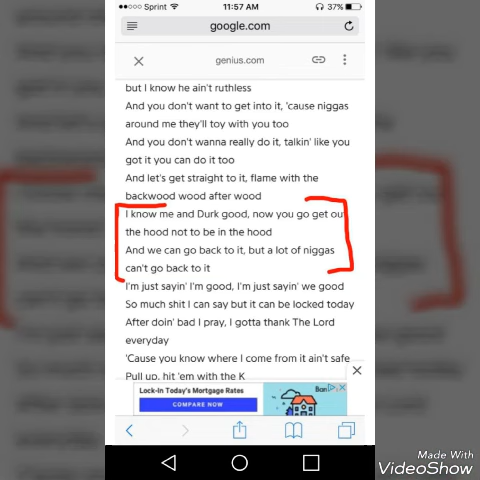 Sprint 11:57 AM 37%
google.com
genius.com
but I know he ain't ruthless
And you don't want to get into it, 'cause niggas
around me they'll toy with you too
And you don't wanna really do it, talkin' like you
got it you can do it too
And let's get straight to it, flame with the
backwood wood after wood
I know me and Durk good, now you go get out
the hood not to be in the hood
And we can go back to it, but a lot of niggas
can't go back to it
I'm just sayin' I'm good, I'm just sayin' we good
So much shit I can say but it can be locked today
After doin' bad I pray, I gotta thank The Lord
everyday
'Cause you know where I come from it ain't safe
Pull up, hit 'em with the K
Lock-In Today's Mortgage Rates
COMPARE NOW
Made With
VideoShow